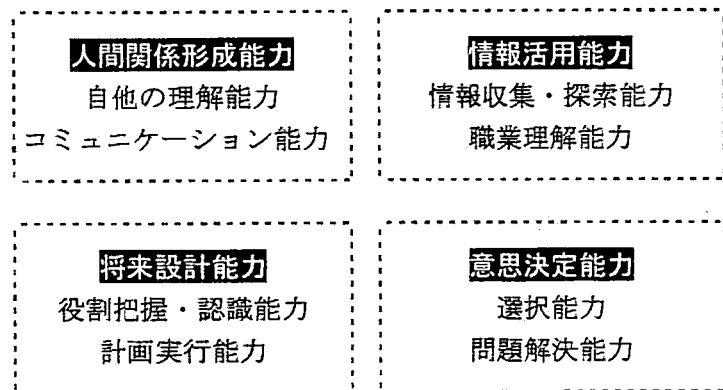 人間関係形成能力
自他の理解能力
コミュニケーション能力
情報活用能力
情報収集・探索能力
職業理解能力
将来設計能力
役割把握・認識能力
計画実行能力
意思決定能力
選択能力
問題解決能力